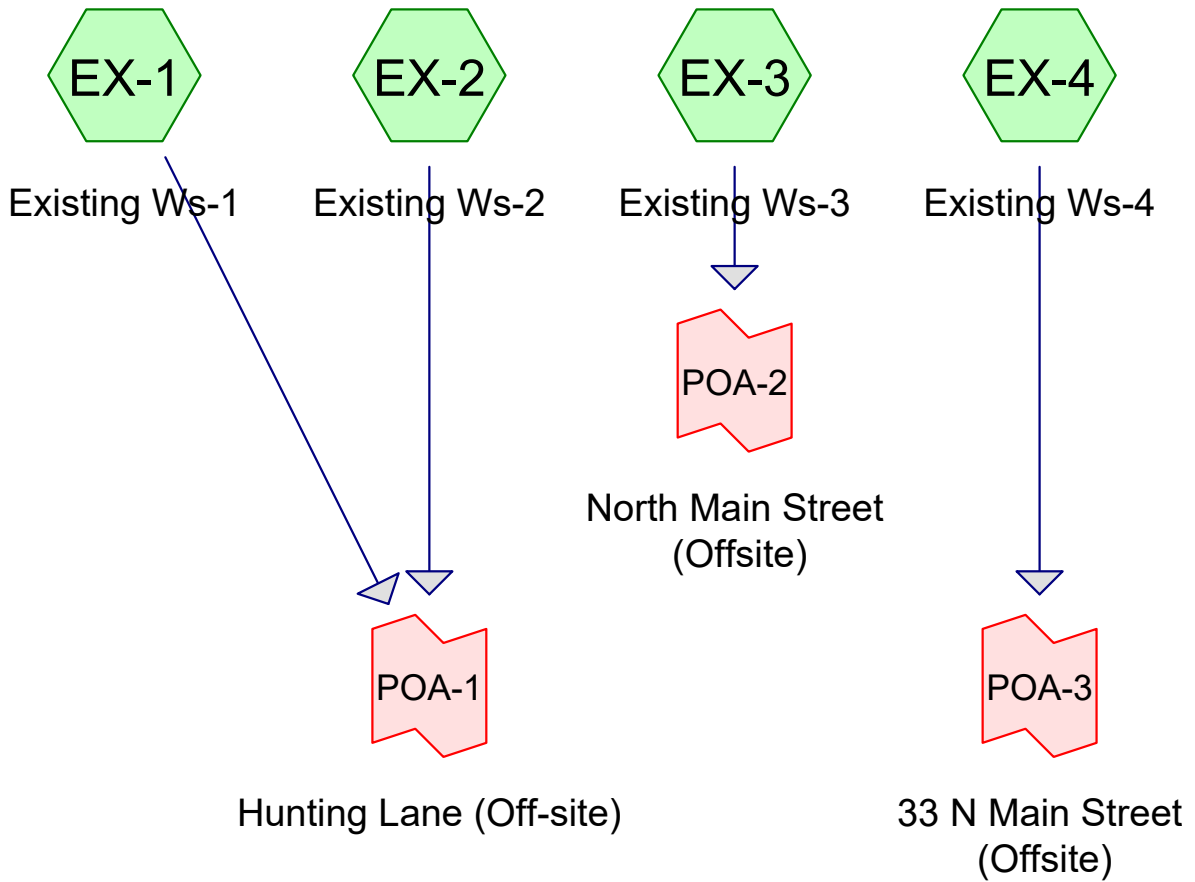 EX-1
EX-2
EX-3
EX-4
Existing Ws-1
Existing Ws-2
Existing Ws-3
Existing Ws-4
POA-2
North Main Street
(Offsite)
POA-1
POA-3
Hunting Lane (Off-site)
33 N Main Street
(Offsite)